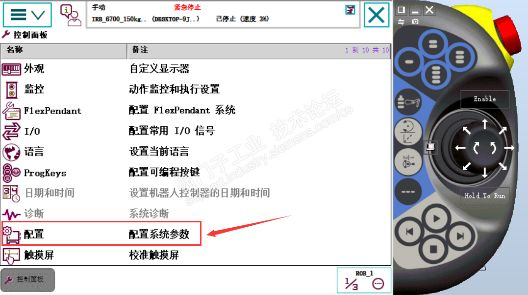 手动
紧急停止
IRB_6700_150kg.. (DESKTOP-9J..)
已停止 (速度 3%)
控制面板
名称 备注 1 到 10 共 10
外观 自定义显示器
监控 动作监控和执行设置
FlexPendant 配置 FlexPendant 系统
I/O 配置常用 I/O 信号
语言 设置当前语言
ProgKeys 配置可编程按键
日期和时间 设置机器人控制器的日期和时间
诊断 系统诊断
配置 配置系统参数
触摸屏 校准触摸屏
控制面板
ROB_1
1/3
Enable
Hold To Run